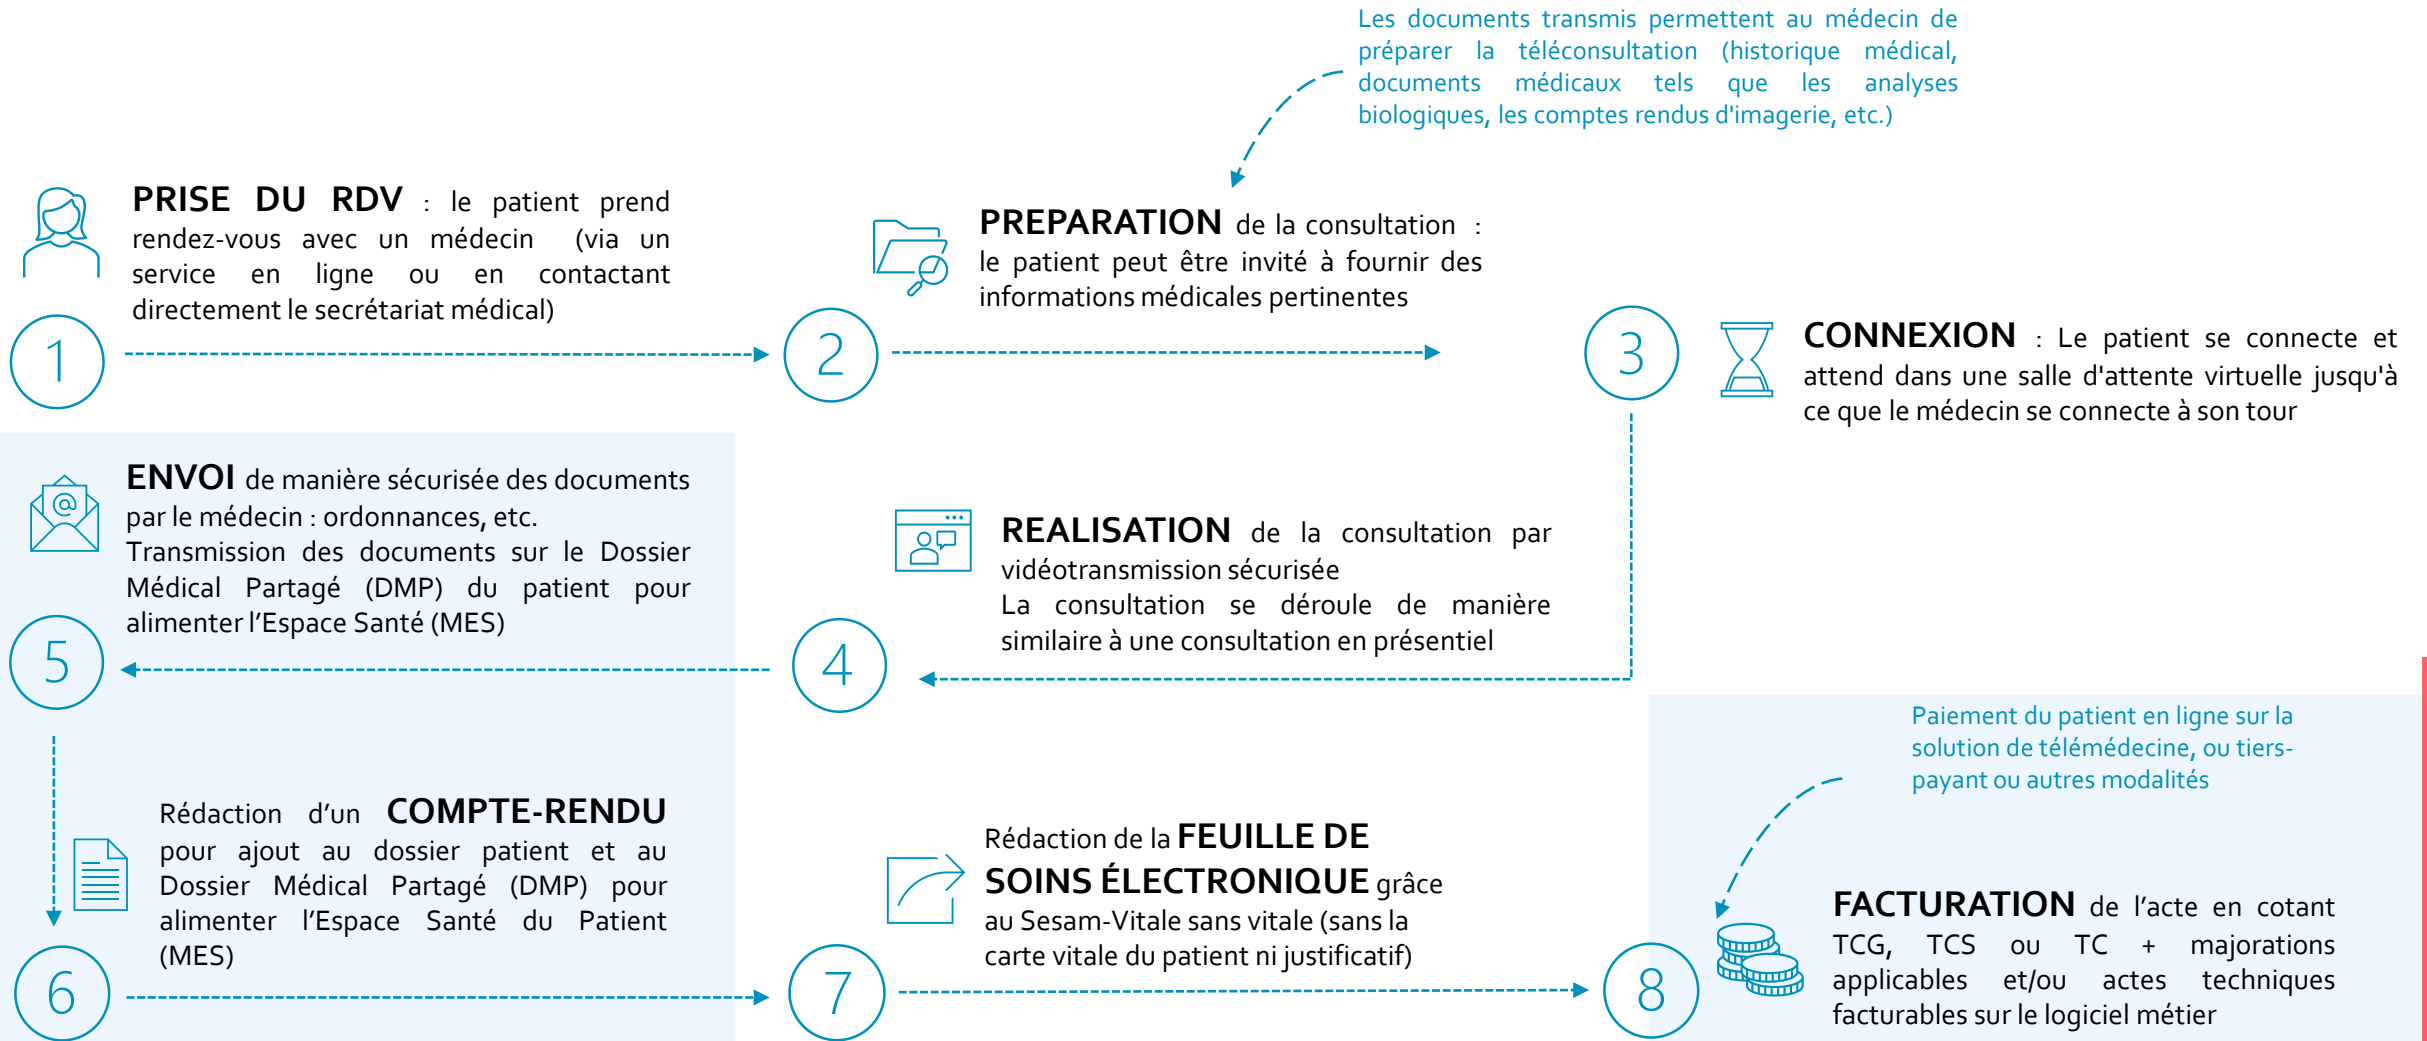 Les documents transmis permettent au médecin de
préparer la téléconsultation (historique médical,
documents médicaux tels que les analyses
biologiques, les comptes rendus d'imagerie, etc.)
PRISE DU RDV : le patient prend
rendez-vous avec un médecin (via un
service en ligne ou en contactant
directement le secrétariat médical)
1
PREPARATION de la consultation :
le patient peut être invité à fournir des
informations médicales pertinentes
2
3
CONNEXION : Le patient se connecte et
attend dans une salle d'attente virtuelle jusqu'à
ce que le médecin se connecte à son tour
REALISATION de la consultation par
vidéotransmission sécurisée
La consultation se déroule de manière
similaire à une consultation en présentiel
4
ENVOI de manière sécurisée des documents
par le médecin : ordonnances, etc.
Transmission des documents sur le Dossier
Médical Partagé (DMP) du patient pour
alimenter l’Espace Santé (MES)
5
Rédaction d’un COMPTE-RENDU
pour ajout au dossier patient et au
Dossier Médical Partagé (DMP) pour
alimenter l’Espace Santé du Patient
(MES)
6
Rédaction de la FEUILLE DE
SOINS ÉLECTRONIQUE grâce
au Sesam-Vitale sans vitale (sans la
carte vitale du patient ni justificatif)
7
Paiement du patient en ligne sur la
solution de télémédecine, ou tiers-
payant ou autres modalités
8
FACTURATION de l’acte en cotant
TCG, TCS ou TC + majorations
applicables et/ou actes techniques
facturables sur le logiciel métier